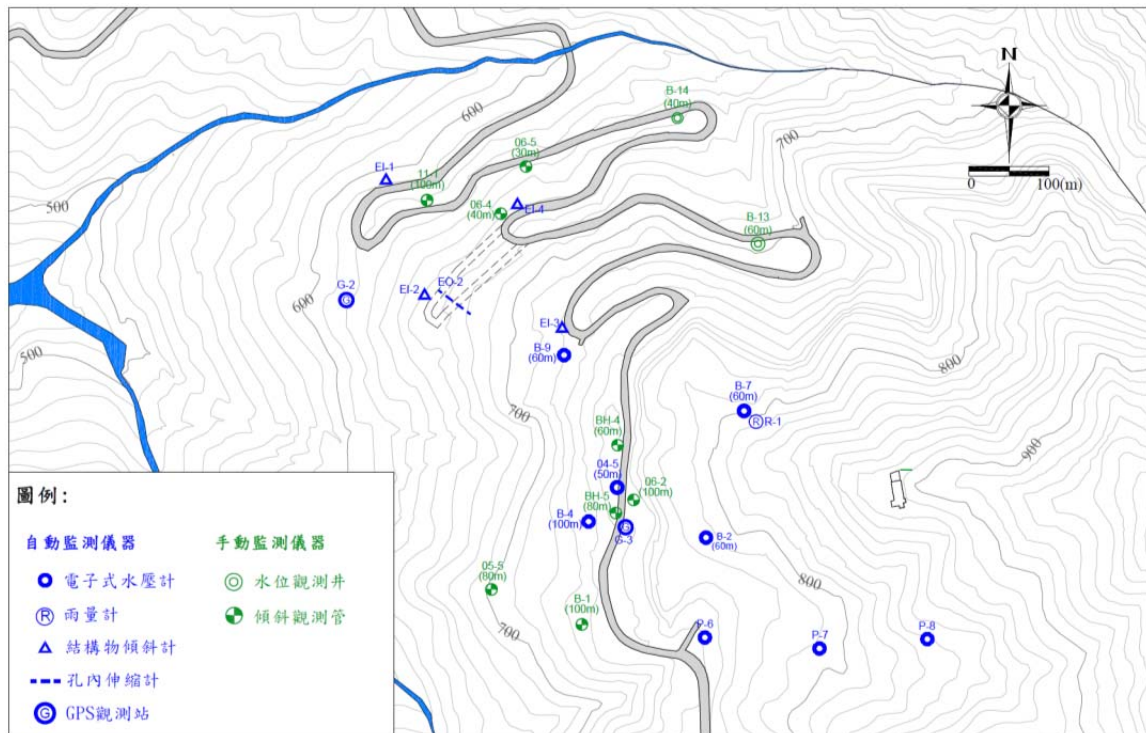 B-14
(40m)
N
600
700
06-5
(30m)
EI-1
11-1
(100m)
0
100(m)
500
06-4
(40m)
EI-4
B-13
(60m)
G-2
G
EI-2
EO-2
600
EI-3
500
B-9
(60m)
800
700
B-7
(60m)
R
R-1
BH-4
(60m)
900
04-5
(50m)
06-2
(100m)
BH-5
(80m)
B-4
(100m)
G
G-3
B-2
(60m)
05-5
(80m)
800
B-1
(100m)
700
P-6
P-7
P-8
圖例:
自動監測儀器
手動監測儀器
電子式水壓計
水位觀測井
R
雨量計
傾斜觀測管
結構物傾斜計
孔內伸縮計
G
GPS觀測站